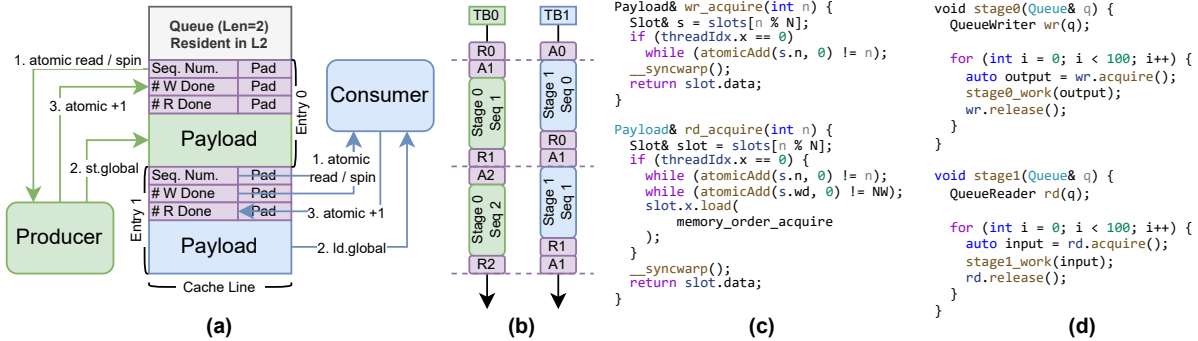 Queue (Len=2)
Resident in L2
1. atomic read / spin
Seq. Num. Pad
# W Done Pad
# R Done Pad
3. atomic +1
Payload
2. st.global
Entry 0
Seq. Num. Pad
# W Done Pad
# R Done Pad
Payload
Entry 1
Producer
Consumer
1. atomic
read / spin
3. atomic +1
2. ld.global
Cache Line
(a)
TB0
R0
A1
Stage 0
Seq 1
R1
A2
Stage 0
Seq 2
R2
TB1
A0
Stage 1
Seq 0
R0
A1
Stage 1
Seq 1
R1
A1
(b)
Payload& wr_acquire(int n) {
Slot& s = slots[n % N];
if (threadIdx.x == 0)
while (atomicAdd(s.n, 0) != n);
__syncwarp();
return slot.data;
}
Payload& rd_acquire(int n) {
Slot& slot = slots[n % N];
if (threadIdx.x == 0) {
while (atomicAdd(s.n, 0) != n);
while (atomicAdd(s.wd, 0) != NW);
slot.x.load(
memory_order_acquire
);
}
__syncwarp();
return slot.data;
}
(c)
void stage0(Queue& q) {
QueueWriter wr(q);
for (int i = 0; i < 100; i++) {
auto output = wr.acquire();
stage0_work(output);
wr.release();
}
}
void stage1(Queue& q) {
QueueReader rd(q);
for (int i = 0; i < 100; i++) {
auto input = rd.acquire();
stage1_work(input);
rd.release();
}
}
(d)